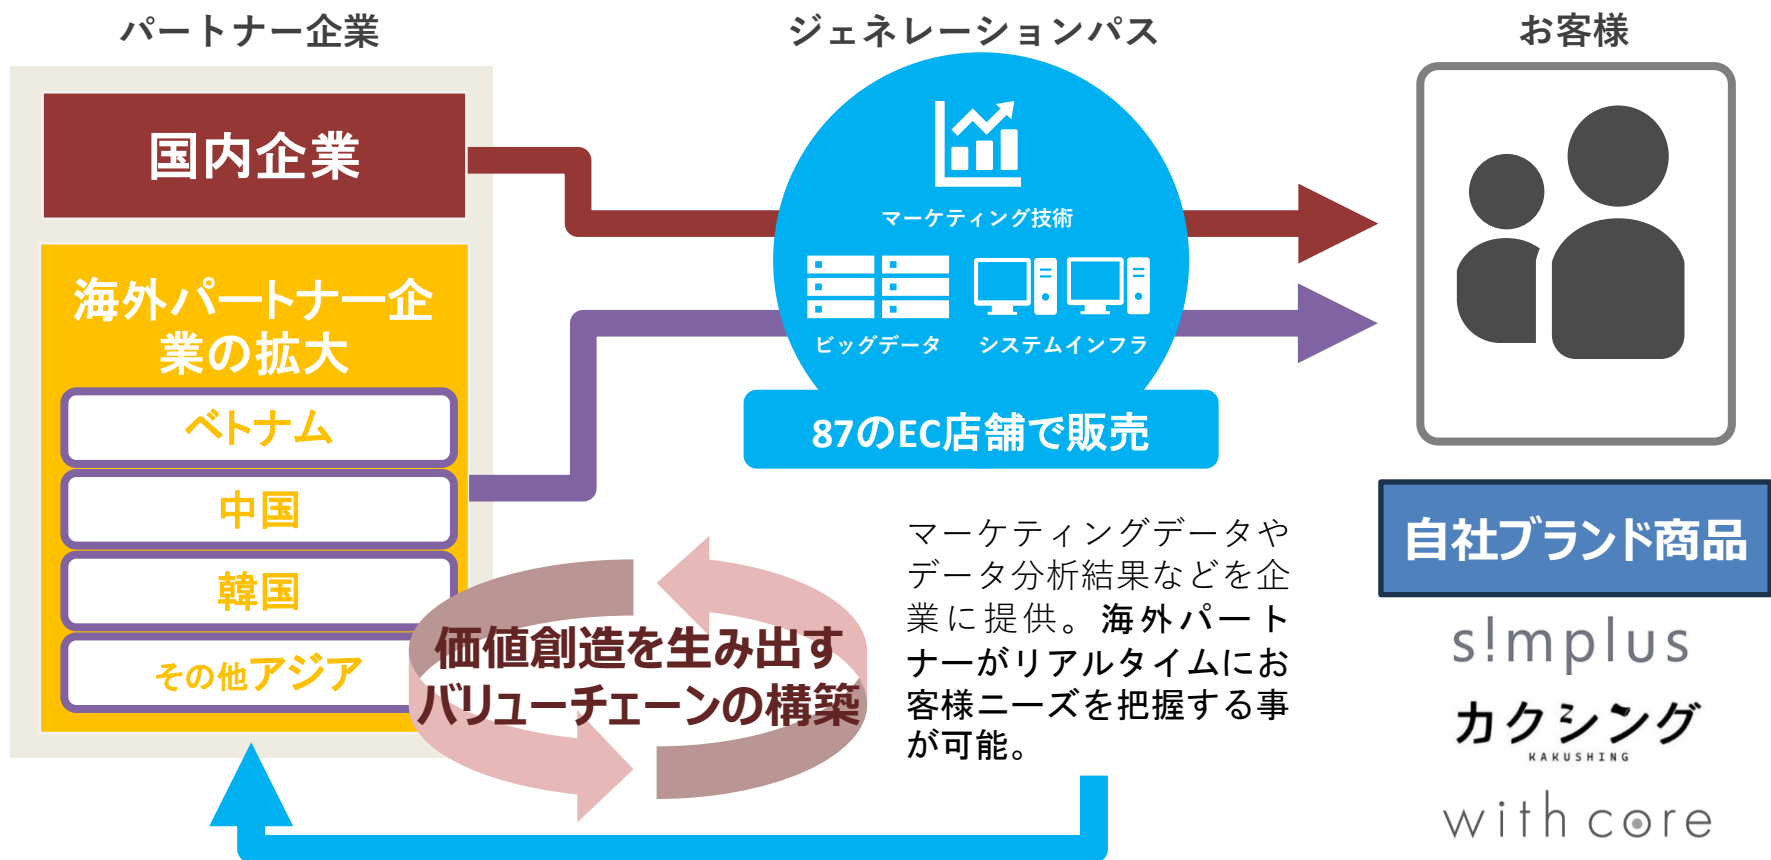 パートナー企業
ジェネレーションパス
お客様
国内企業
海外パートナー企
業の拡大
ベトナム
中国
韓国
その他アジア
マーケティング技術
ビッグデータ
システムインフラ
87のEC店舗で販売
価値創造を生み出す
バリューチェーンの構築
マーケティングデータや
データ分析結果などを企
業に提供。海外パート
ナーがリアルタイムにお
客様ニーズを把握する事
が可能。
自社ブランド商品
s!mplus
カクシング
KAKUSHING
with core